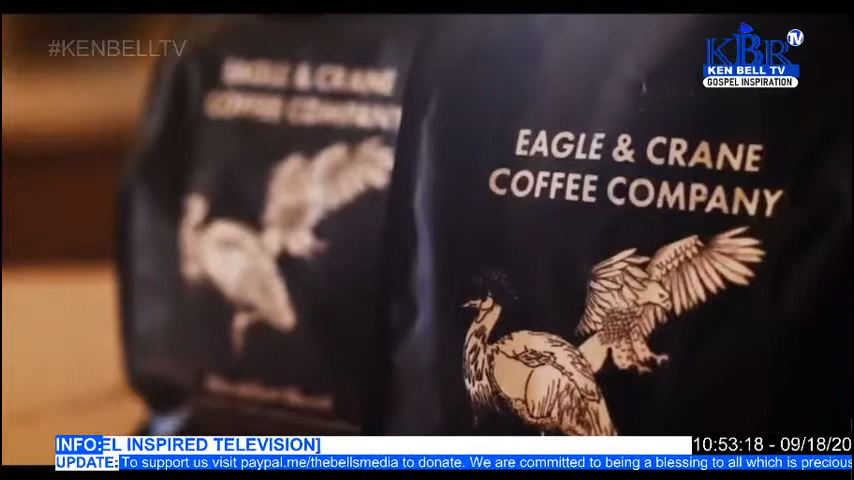 #KENBELLTV
KBR TV
KEN BELL TV
GOSPEL INSPIRATION
EAGLE & CRANE
COFFEE COMPANY
EAGLE & CRANE
COFFEE COMPANY
INFO: EL INSPIRED TELEVISION]
10:53:18 - 09/18/20
UPDATE: To support us visit paypal.me/thebellsmedia to donate. We are committed to being a blessing to all which is precious